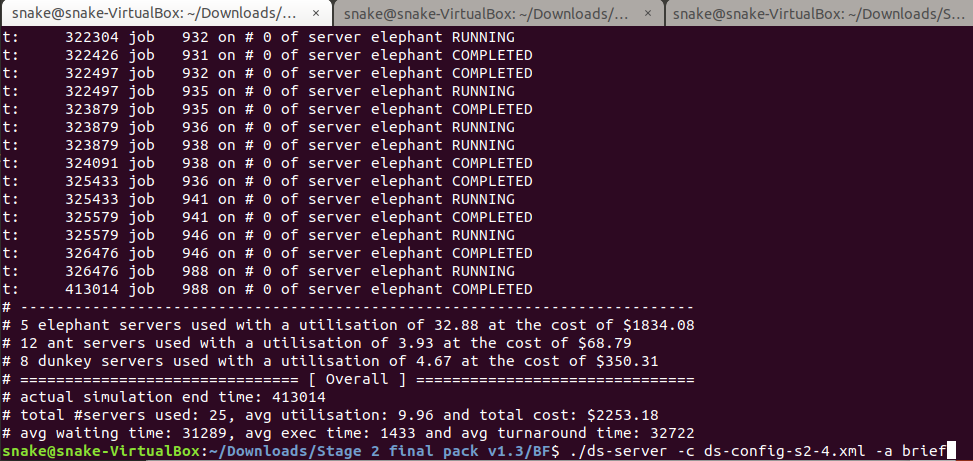 snake@snake-VirtualBox: ~/Downloads/... × snake@snake-VirtualBox: ~/Downloads/... × snake@snake-VirtualBox: ~/Downloads/S...
t:     322304 job   932 on # 0 of server elephant RUNNING
t:     322426 job   931 on # 0 of server elephant COMPLETED
t:     322497 job   932 on # 0 of server elephant COMPLETED
t:     322497 job   935 on # 0 of server elephant RUNNING
t:     323879 job   935 on # 0 of server elephant COMPLETED
t:     323879 job   936 on # 0 of server elephant RUNNING
t:     323879 job   938 on # 0 of server elephant RUNNING
t:     324091 job   938 on # 0 of server elephant COMPLETED
t:     325433 job   936 on # 0 of server elephant COMPLETED
t:     325433 job   941 on # 0 of server elephant RUNNING
t:     325579 job   941 on # 0 of server elephant COMPLETED
t:     325579 job   946 on # 0 of server elephant RUNNING
t:     326476 job   946 on # 0 of server elephant COMPLETED
t:     326476 job   988 on # 0 of server elephant RUNNING
t:     413014 job   988 on # 0 of server elephant COMPLETED
# ---------------------------------------------------------------------------
# 5 elephant servers used with a utilisation of 32.88 at the cost of $1834.08
# 12 ant servers used with a utilisation of 3.93 at the cost of $68.79
# 8 dunkey servers used with a utilisation of 4.67 at the cost of $350.31
# =============================== [ Overall ] ===============================
# actual simulation end time: 413014
# total #servers used: 25, avg utilisation: 9.96 and total cost: $2253.18
# avg waiting time: 31289, avg exec time: 1433 and avg turnaround time: 32722
snake@snake-VirtualBox:~/Downloads/Stage 2 final pack v1.3/BF$ ./ds-server -c ds-config-s2-4.xml -a brief